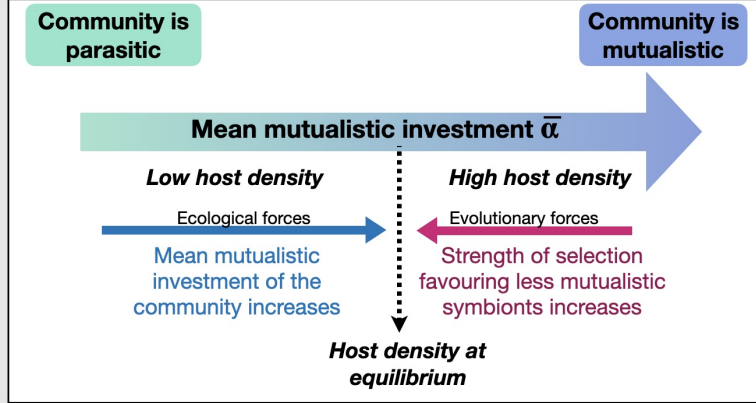 Community is
parasitic
Community is
mutualistic
Mean mutualistic investment ᾱ
Low host density
High host density
Ecological forces
Evolutionary forces
Mean mutualistic
investment of the
community increases
Strength of selection
favouring less mutualistic
symbionts increases
Host density at
equilibrium